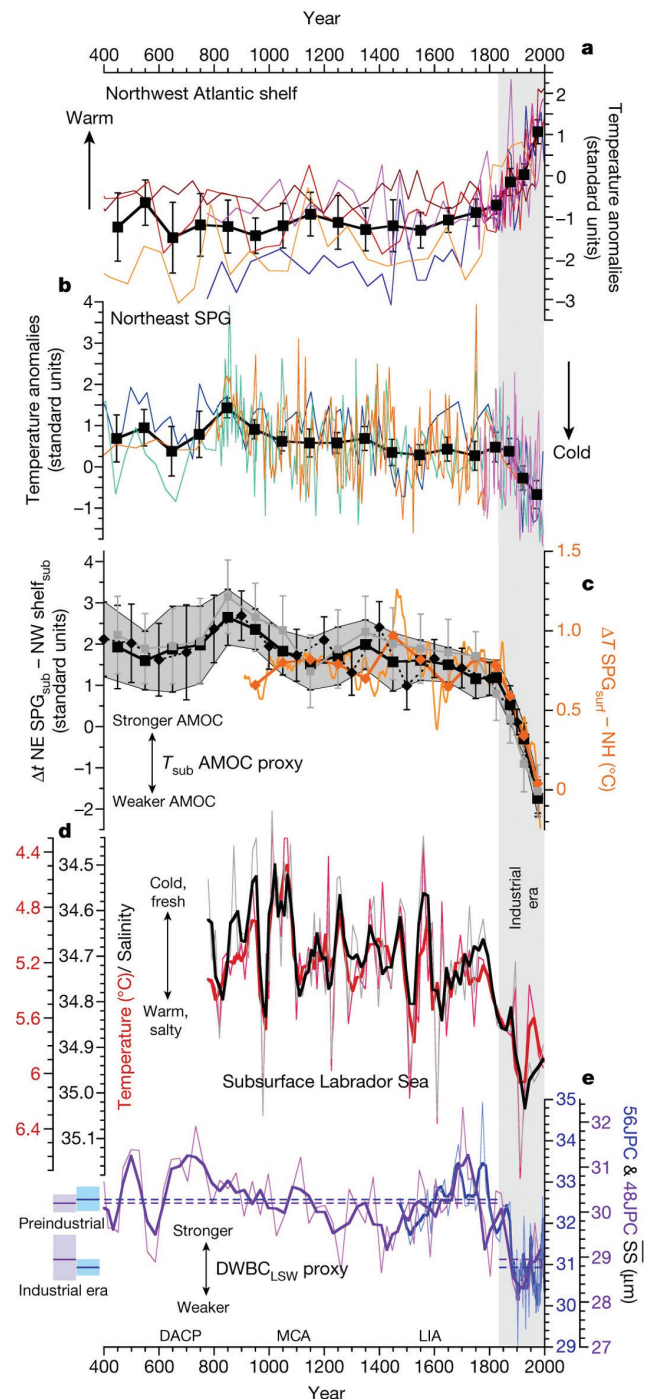 Year
400 600 800 1000 1200 1400 1600 1800 2000
a
Northwest Atlantic shelf
Warm
2
1
0
−1
−2
−3
Temperature anomalies
(standard units)
b
Northeast SPG
4
3
2
1
0
−1
Temperature anomalies
(standard units)
Cold
c
4
3
2
1
0
−1
−2
Δt NE SPGsub – NW shelfsub
(standard units)
1.5
1.0
0.5
0
ΔT SPGsurf – NH (°C)
Stronger AMOC
Tsub AMOC proxy
Weaker AMOC
d
4.4
4.8
5.2
5.6
6
6.4
34.5
34.6
34.7
34.8
34.9
35.0
35.1
Temperature (°C)/ Salinity
Cold,
fresh
Warm,
salty
Industrial
era
Subsurface Labrador Sea
e
35
34
33
32
31
30
29
32
31
30
29
28
27
56JPC & 48JPC SS (μm)
Preindustrial
Industrial era
Stronger
DWBCLSW proxy
Weaker
DACP MCA LIA
400 600 800 1000 1200 1400 1600 1800 2000
Year